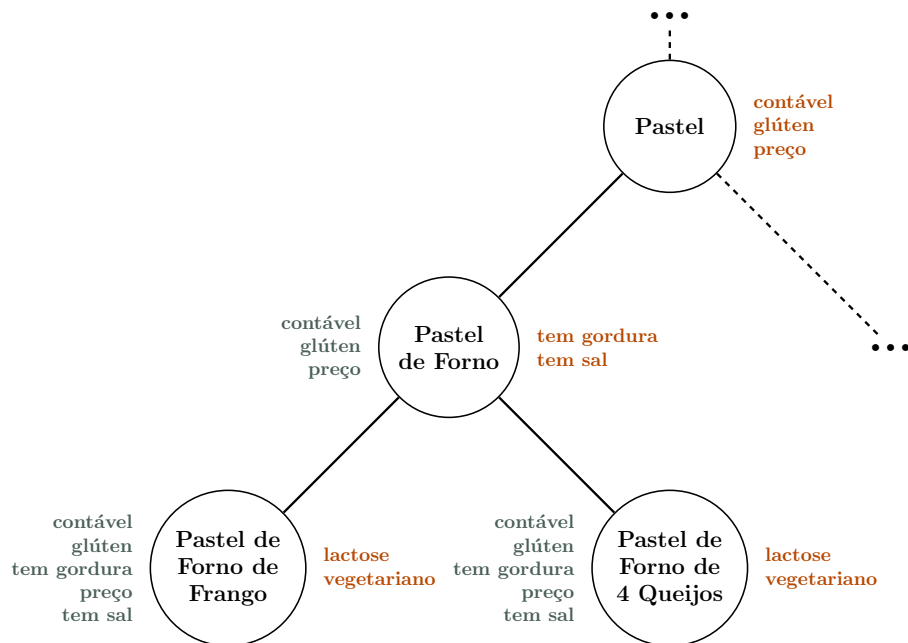 Pastel
contável
glúten
preço
contável
glúten
preço
Pastel
de Forno
tem gordura
tem sal
contável
glúten
tem gordura
preço
tem sal
Pastel de
Forno de
Frango
lactose
vegetariano
contável
glúten
tem gordura
preço
tem sal
Pastel de
Forno de
4 Queijos
lactose
vegetariano